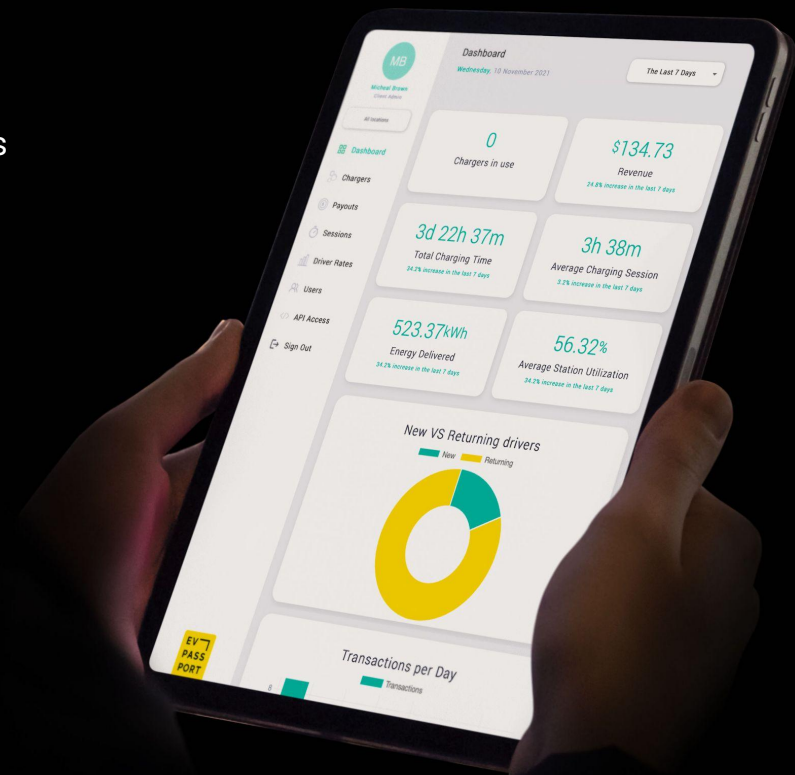 s
MB
Micheal Brown
Client Admin
All locations
Dashboard
Chargers
Payouts
Sessions
Driver Rates
Users
API Access
Sign Out
EV
PASS
PORT
Dashboard
Wednesday, 10 November 2021
The Last 7 Days
0
Chargers in use
$134.73
Revenue
24.8% increase in the last 7 days
3d 22h 37m
Total Charging Time
34.2% increase in the last 7 days
3h 38m
Average Charging Session
3.2% increase in the last 7 days
523.37kWh
Energy Delivered
34.2% increase in the last 7 days
56.32%
Average Station Utilization
34.2% increase in the last 7 days
New VS Returning drivers
New Returning
Transactions per Day
Transactions